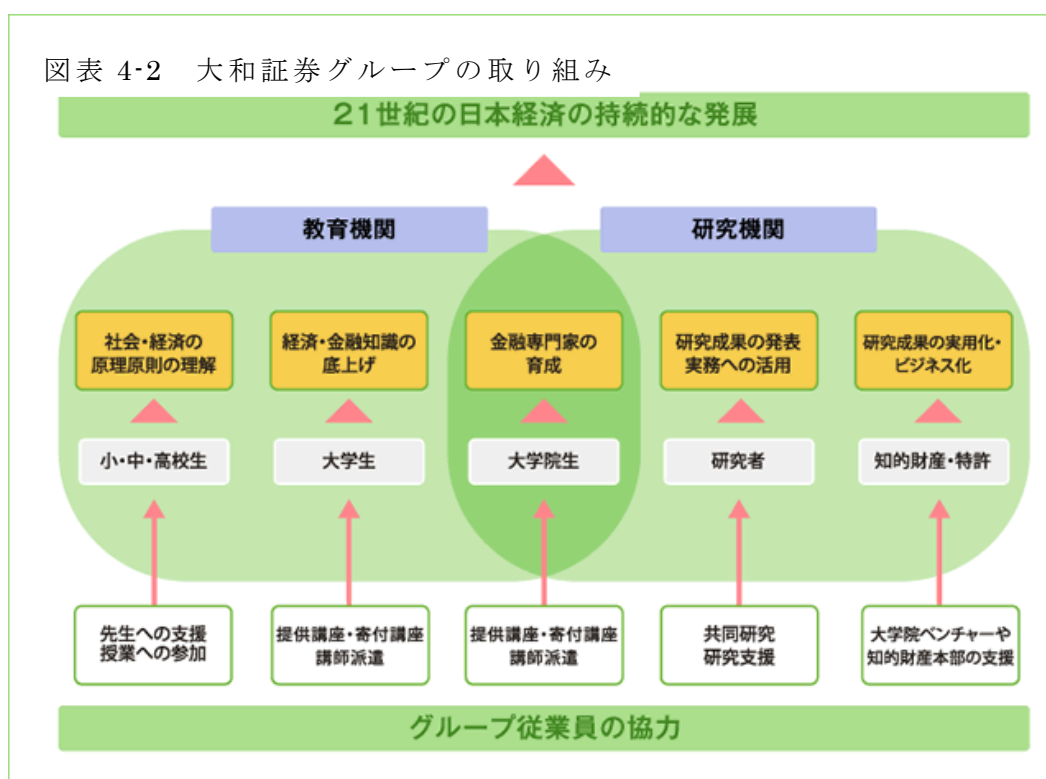 図表 4-2 大和証券グループの取り組み
21世紀の日本経済の持続的な発展
教育機関
研究機関
社会・経済の
原理原則の理解
経済・金融知識の
底上げ
金融専門家の
育成
研究成果の発表
実務への活用
研究成果の実用化・
ビジネス化
小・中・高校生
大学生
大学院生
研究者
知的財産・特許
先生への支援
授業への参加
提供講座・寄付講座
講師派遣
提供講座・寄付講座
講師派遣
共同研究
研究支援
大学院ベンチャーや
知的財産本部の支援
グループ従業員の協力